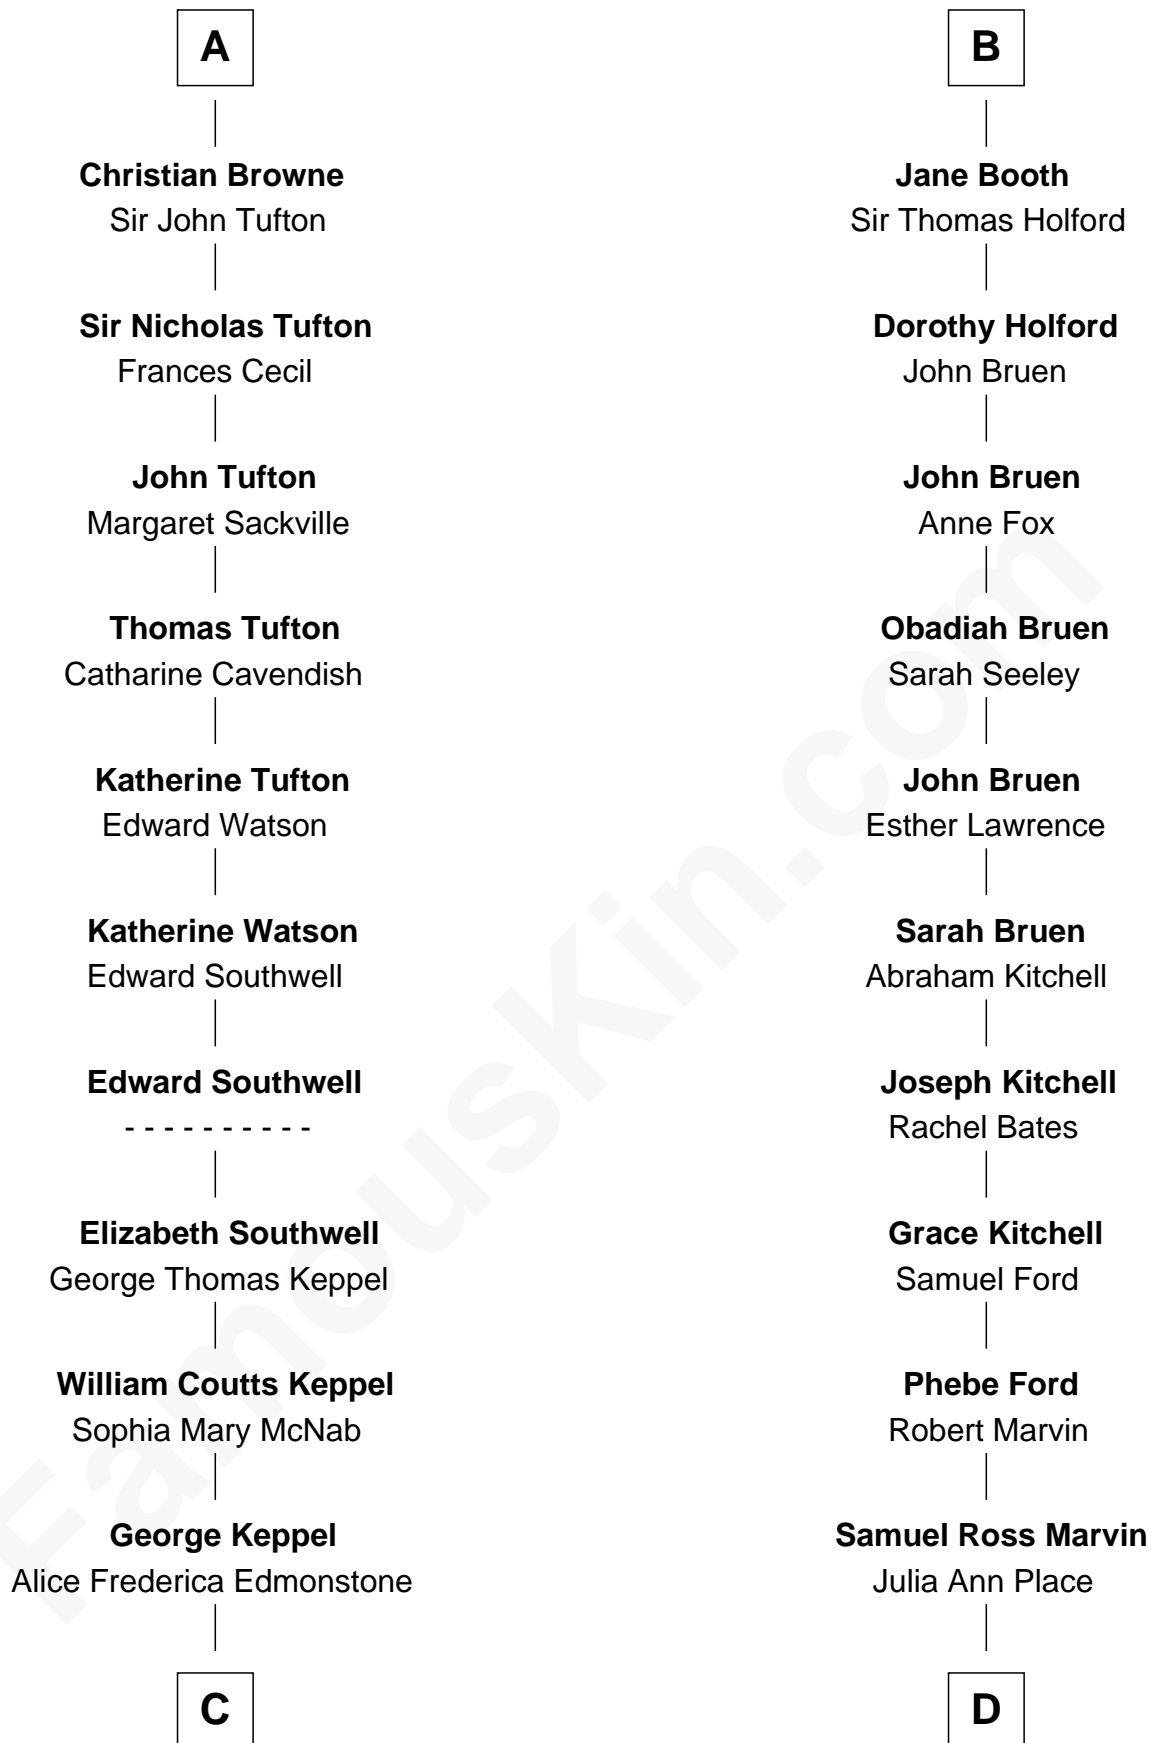 A
Christian Browne
Sir John Tufton
Sir Nicholas Tufton
Frances Cecil
John Tufton
Margaret Sackville
Thomas Tufton
Catharine Cavendish
Katherine Tufton
Edward Watson
Katherine Watson
Edward Southwell
Edward Southwell
- - - - - - - - - -
Elizabeth Southwell
George Thomas Keppel
William Coutts Keppel
Sophia Mary McNab
George Keppel
Alice Frederica Edmonstone
C
B
Jane Booth
Sir Thomas Holford
Dorothy Holford
John Bruen
John Bruen
Anne Fox
Obadiah Bruen
Sarah Seeley
John Bruen
Esther Lawrence
Sarah Bruen
Abraham Kitchell
Joseph Kitchell
Rachel Bates
Grace Kitchell
Samuel Ford
Phebe Ford
Robert Marvin
Samuel Ross Marvin
Julia Ann Place
D
FamousKin.com